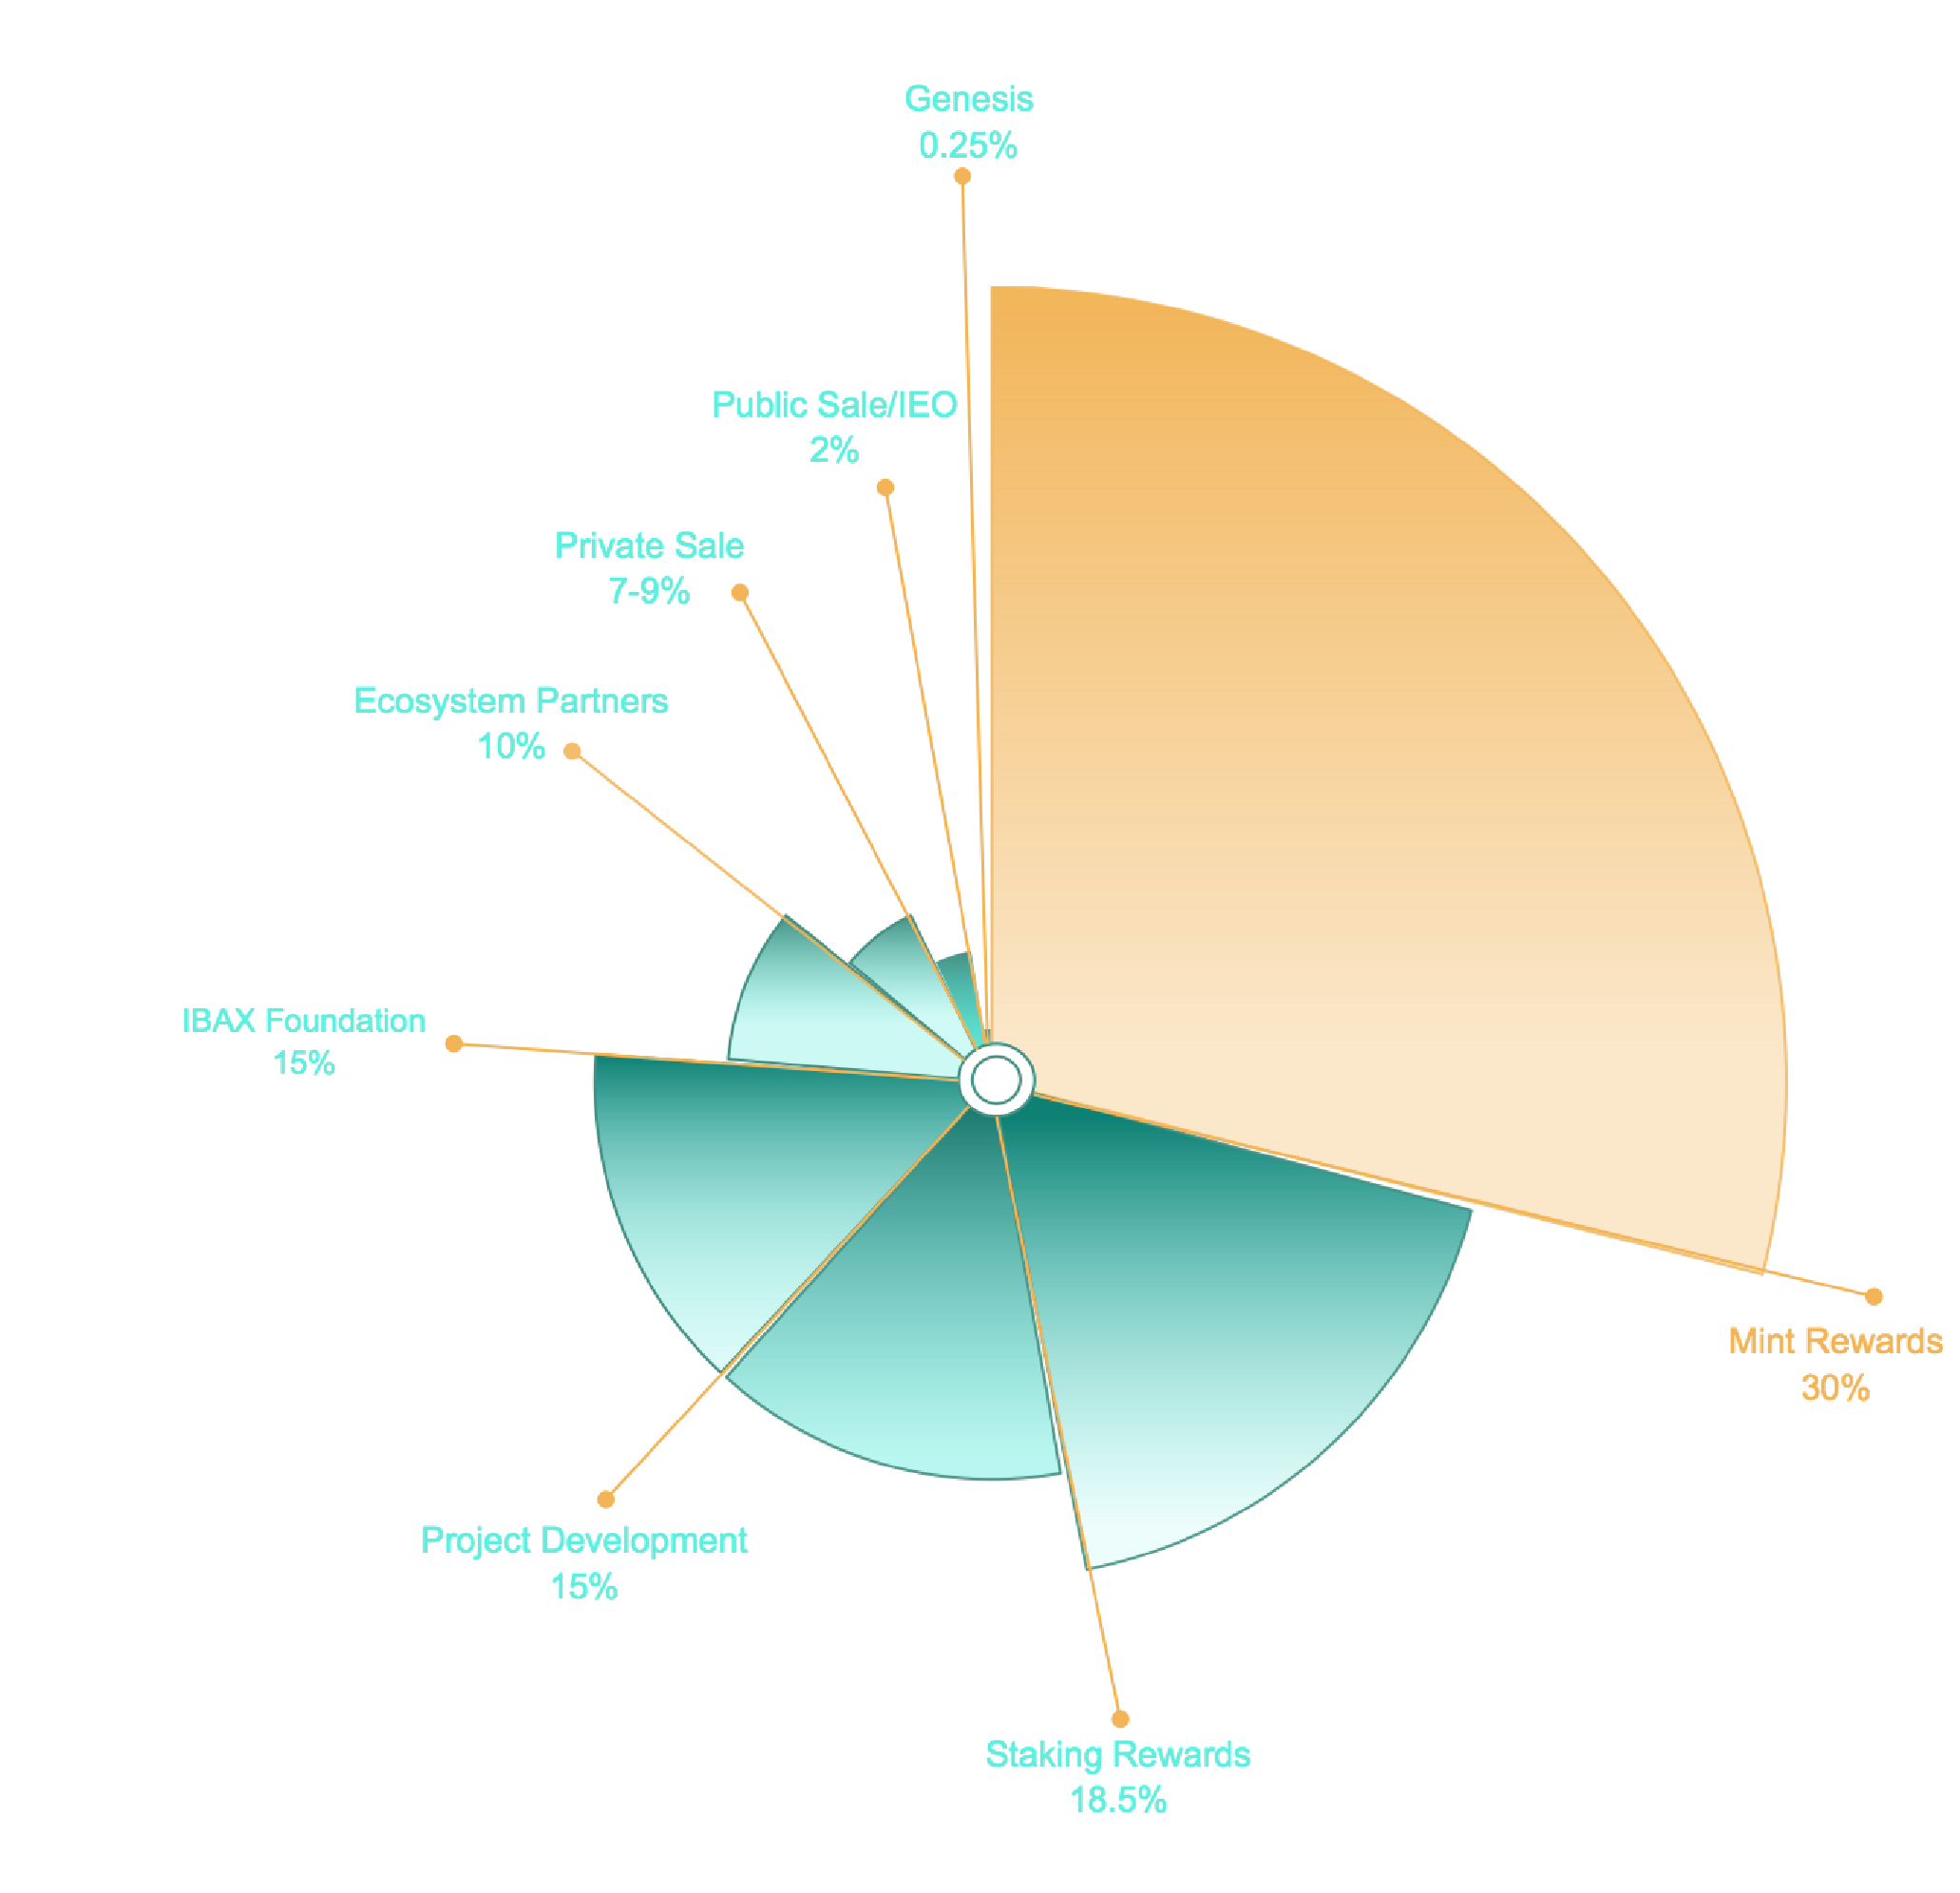 Genesis
0.25%
Public Sale/IEO
2%
Private Sale
7-9%
Ecosystem Partners
10%
IBAX Foundation
15%
Mint Rewards
30%
Project Development
15%
Staking Rewards
18.5%